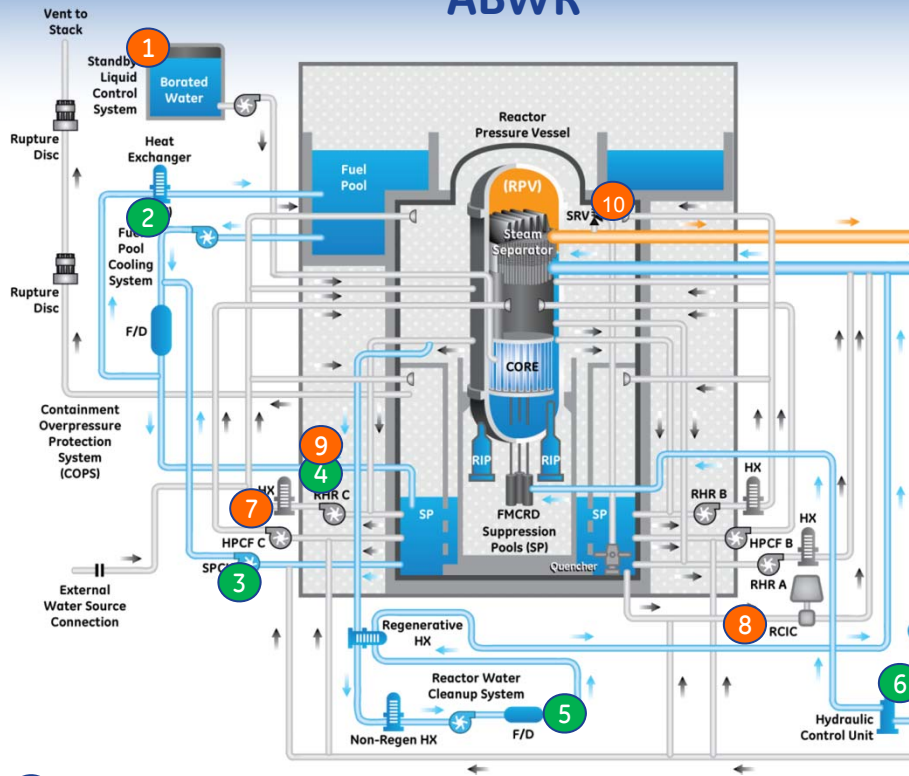 ABWR
Vent to
Stack
1
Standby
Liquid
Control
System
Borated
Water
Rupture
Disc
Heat
Exchanger
2
Fuel
Pool
Cooling
System
Rupture
Disc
F/D
Containment
Overpressure
Protection
System
(COPS)
Fuel
Pool
Reactor
Pressure Vessel
(RPV)
SRV
10
Steam
Separator
CORE
RIP
RIP
9
4
HX
RHR C
7
HPCF C
3
SP
FMCRD
Suppression
Pools (SP)
SP
Quencher
RHR B
HX
HPCF B
HX
RHR A
8
RCIC
External
Water Source
Connection
Regenerative
HX
Reactor Water
Cleanup System
Non-Regen HX
F/D
5
6
Hydraulic
Control Unit